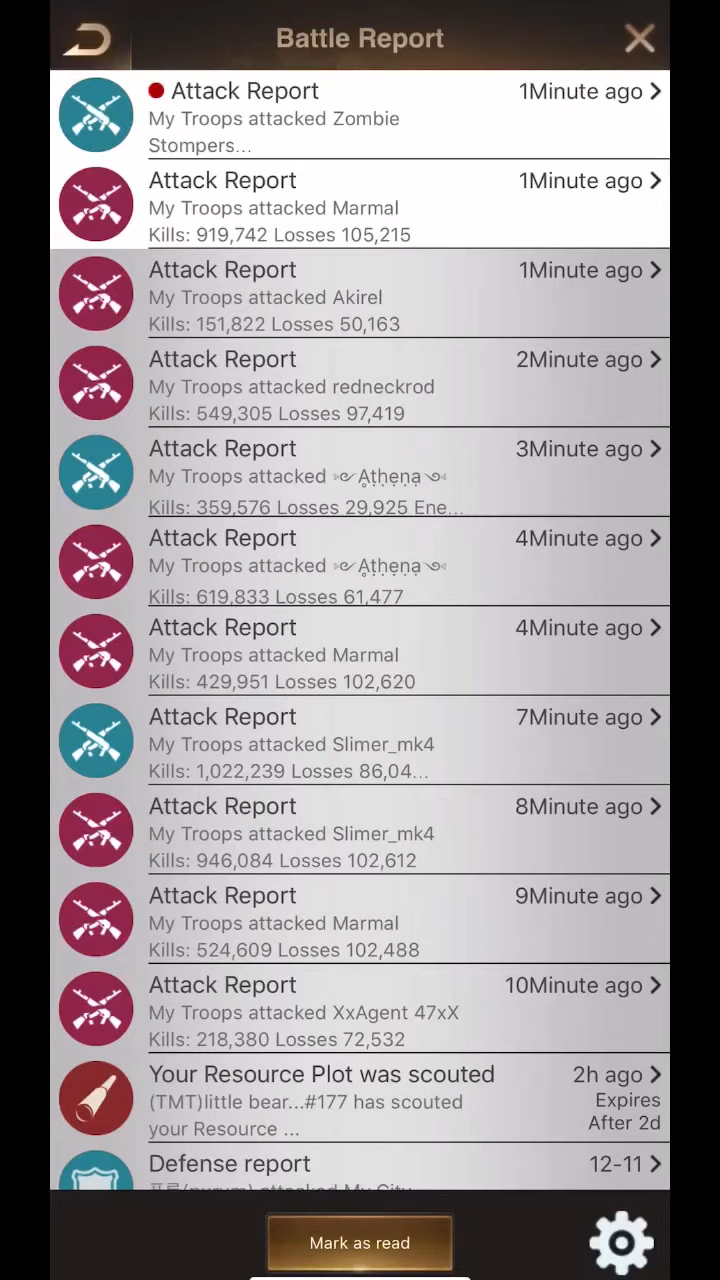 Battle Report
Attack Report 1Minute ago
My Troops attacked Zombie
Stompers...
Attack Report 1Minute ago
My Troops attacked Marmal
Kills: 919,742 Losses 105,215
Attack Report 1Minute ago
My Troops attacked Akirel
Kills: 151,822 Losses 50,163
Attack Report 2Minute ago
My Troops attacked redneckrod
Kills: 549,305 Losses 97,419
Attack Report 3Minute ago
My Troops attacked Ạṭḥẹṇạ
Kills: 359,576 Losses 29,925 Ene...
Attack Report 4Minute ago
My Troops attacked Ạṭḥẹṇạ
Kills: 619,833 Losses 61,477
Attack Report 4Minute ago
My Troops attacked Marmal
Kills: 429,951 Losses 102,620
Attack Report 7Minute ago
My Troops attacked Slimer_mk4
Kills: 1,022,239 Losses 86,04...
Attack Report 8Minute ago
My Troops attacked Slimer_mk4
Kills: 946,084 Losses 102,612
Attack Report 9Minute ago
My Troops attacked Marmal
Kills: 524,609 Losses 102,488
Attack Report 10Minute ago
My Troops attacked XxAgent 47xX
Kills: 218,380 Losses 72,532
Your Resource Plot was scouted 2h ago
(TMT)little bear...#177 has scouted Expires
your Resource ... After 2d
Defense report 12-11
attacked My City
Mark as read